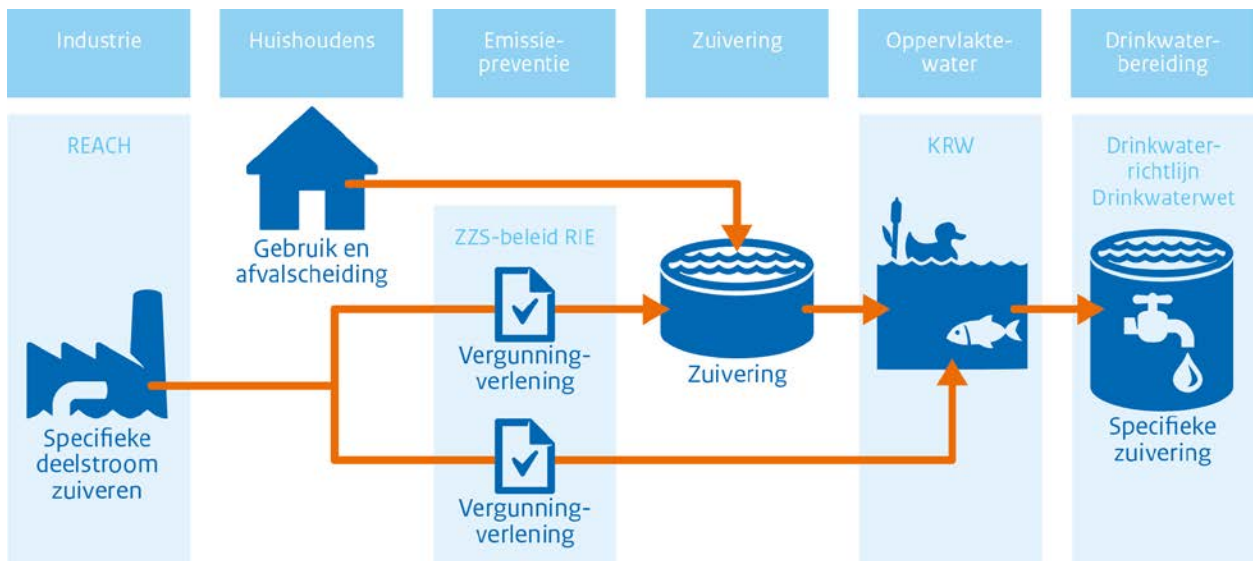 Industrie
Huishoudens
Emissie-
preventie
Zuivering
Oppervlakte-
water
Drinkwater-
bereiding
REACH
Specifieke
deelstroom
zuiveren
Gebruik en
afvalscheiding
ZZS-beleid RIE
Vergunning-
verlening
Vergunning-
verlening
Zuivering
KRW
Drinkwater-
richtlijn
Drinkwaterwet
Specifieke
zuivering